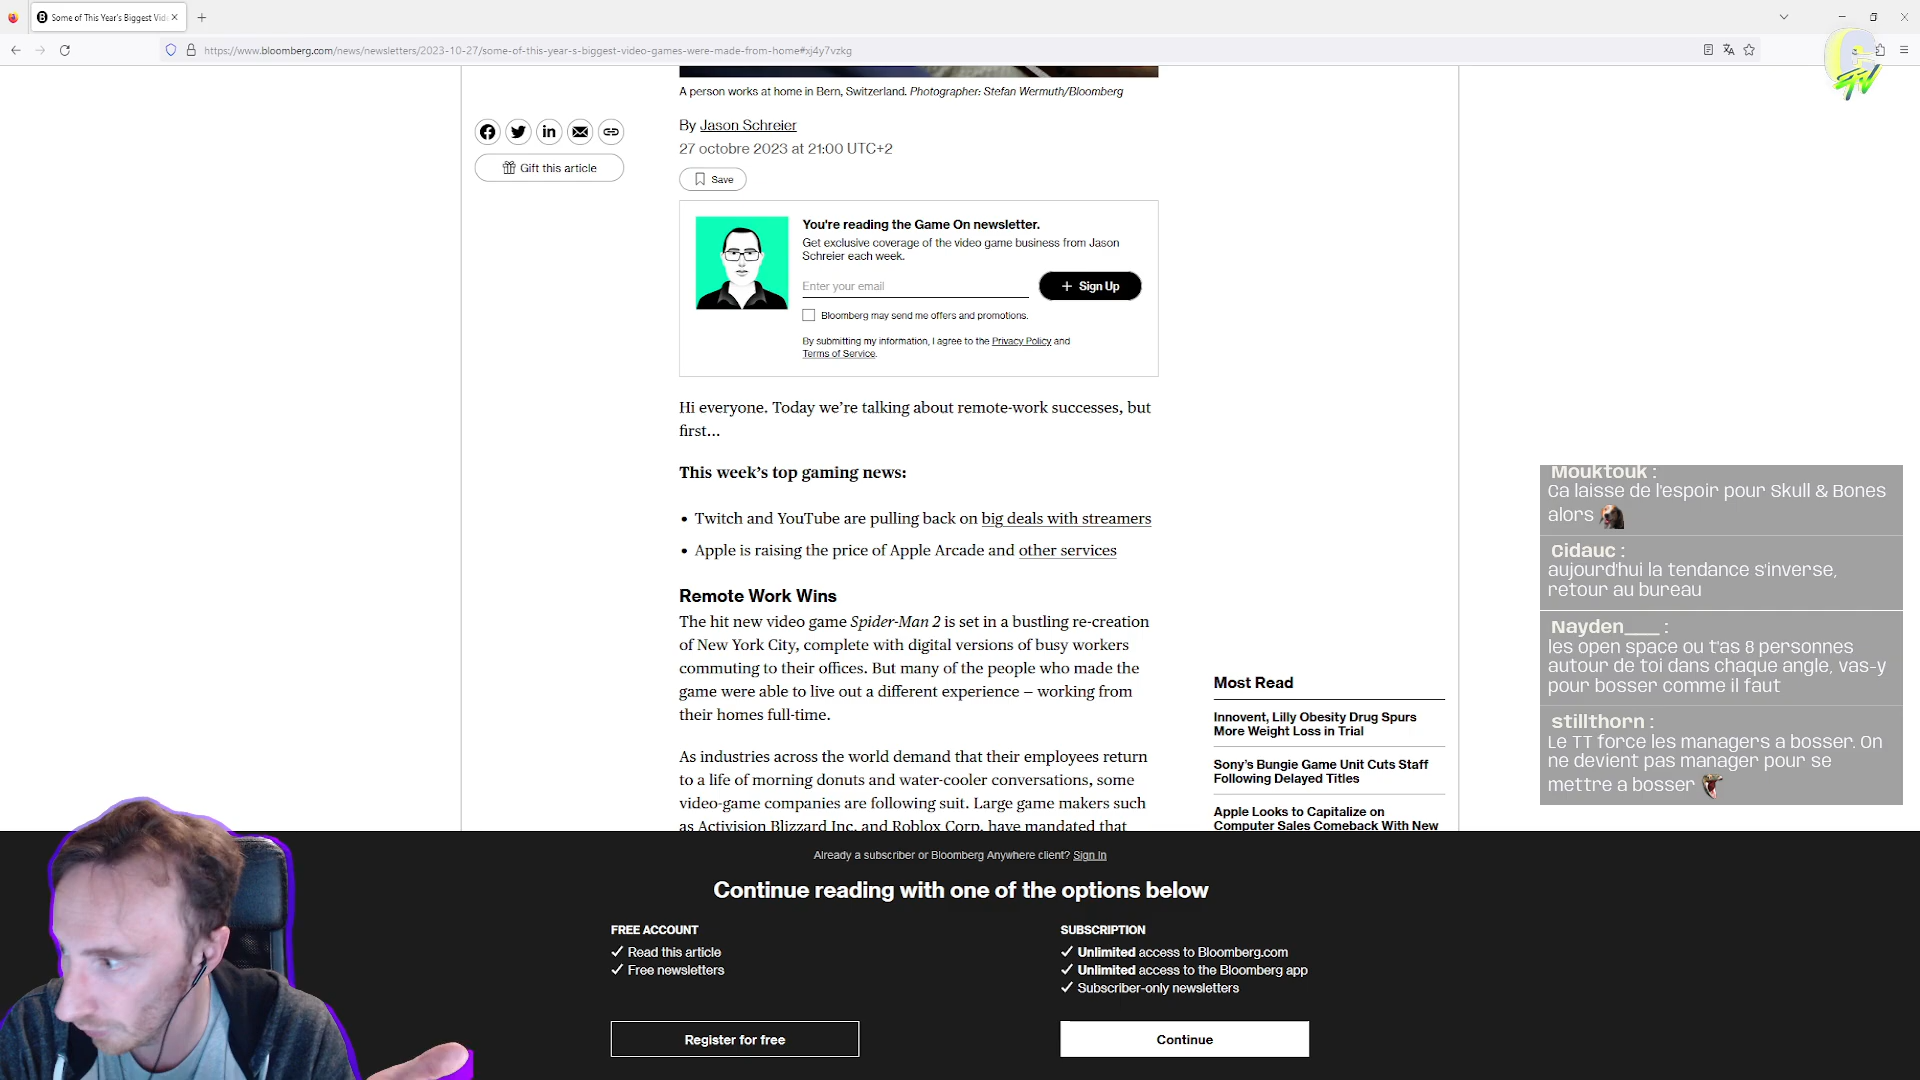 Some of This Year's Biggest Vid
https://www.bloomberg.com/news/newsletters/2023-10-27/some-of-this-year-s-biggest-video-games-were-made-from-home#xj4y7vzkg
A person works at home in Bern, Switzerland. Photographer: Stefan Wermuth/Bloomberg
By Jason Schreier
27 octobre 2023 at 21:00 UTC+2
Gift this article
Save
You're reading the Game On newsletter.
Get exclusive coverage of the video game business from Jason
Schreier each week.
Enter your email
+ Sign Up
Bloomberg may send me offers and promotions.
By submitting my information, I agree to the Privacy Policy and
Terms of Service.
Hi everyone. Today we’re talking about remote-work successes, but
first…
This week’s top gaming news:
• Twitch and YouTube are pulling back on big deals with streamers
• Apple is raising the price of Apple Arcade and other services
Remote Work Wins
The hit new video game Spider-Man 2 is set in a bustling re-creation
of New York City, complete with digital versions of busy workers
commuting to their offices. But many of the people who made the
game were able to live out a different experience – working from
their homes full-time.
As industries across the world demand that their employees return
to a life of morning donuts and water-cooler conversations, some
video-game companies are following suit. Large game makers such
as Activision Blizzard Inc. and Roblox Corp. have mandated that
Most Read
Innovent, Lilly Obesity Drug Spurs
More Weight Loss in Trial
Sony’s Bungie Game Unit Cuts Staff
Following Delayed Titles
Apple Looks to Capitalize on
Computer Sales Comeback With New
Mouktouk :
Ca laisse de l'espoir pour Skull & Bones
alors
Cidauc :
aujourd'hui la tendance s'inverse,
retour au bureau
Nayden___ :
les open space ou t'as 8 personnes
autour de toi dans chaque angle, vas-y
pour bosser comme il faut
stillthorn :
Le TT force les managers a bosser. On
ne devient pas manager pour se
mettre a bosser
Already a subscriber or Bloomberg Anywhere client? Sign In
Continue reading with one of the options below
FREE ACCOUNT
Read this article
Free newsletters
Register for free
SUBSCRIPTION
Unlimited access to Bloomberg.com
Unlimited access to the Bloomberg app
Subscriber-only newsletters
Continue